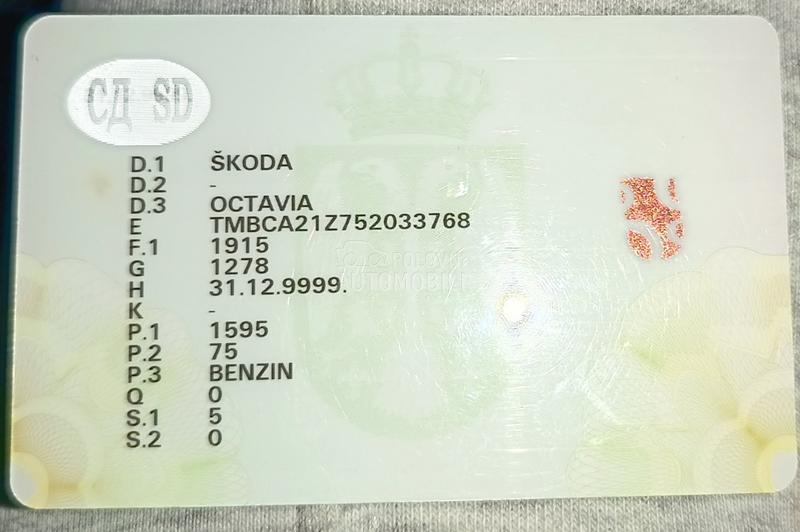 СД SD
D.1 ŠKODA
D.2 -
D.3 OCTAVIA
E TMBCA21Z752033768
F.1 1915
G 1278
H 31.12.9999.
K -
P.1 1595
P.2 75
P.3 BENZIN
Q 0
S.1 5
S.2 0